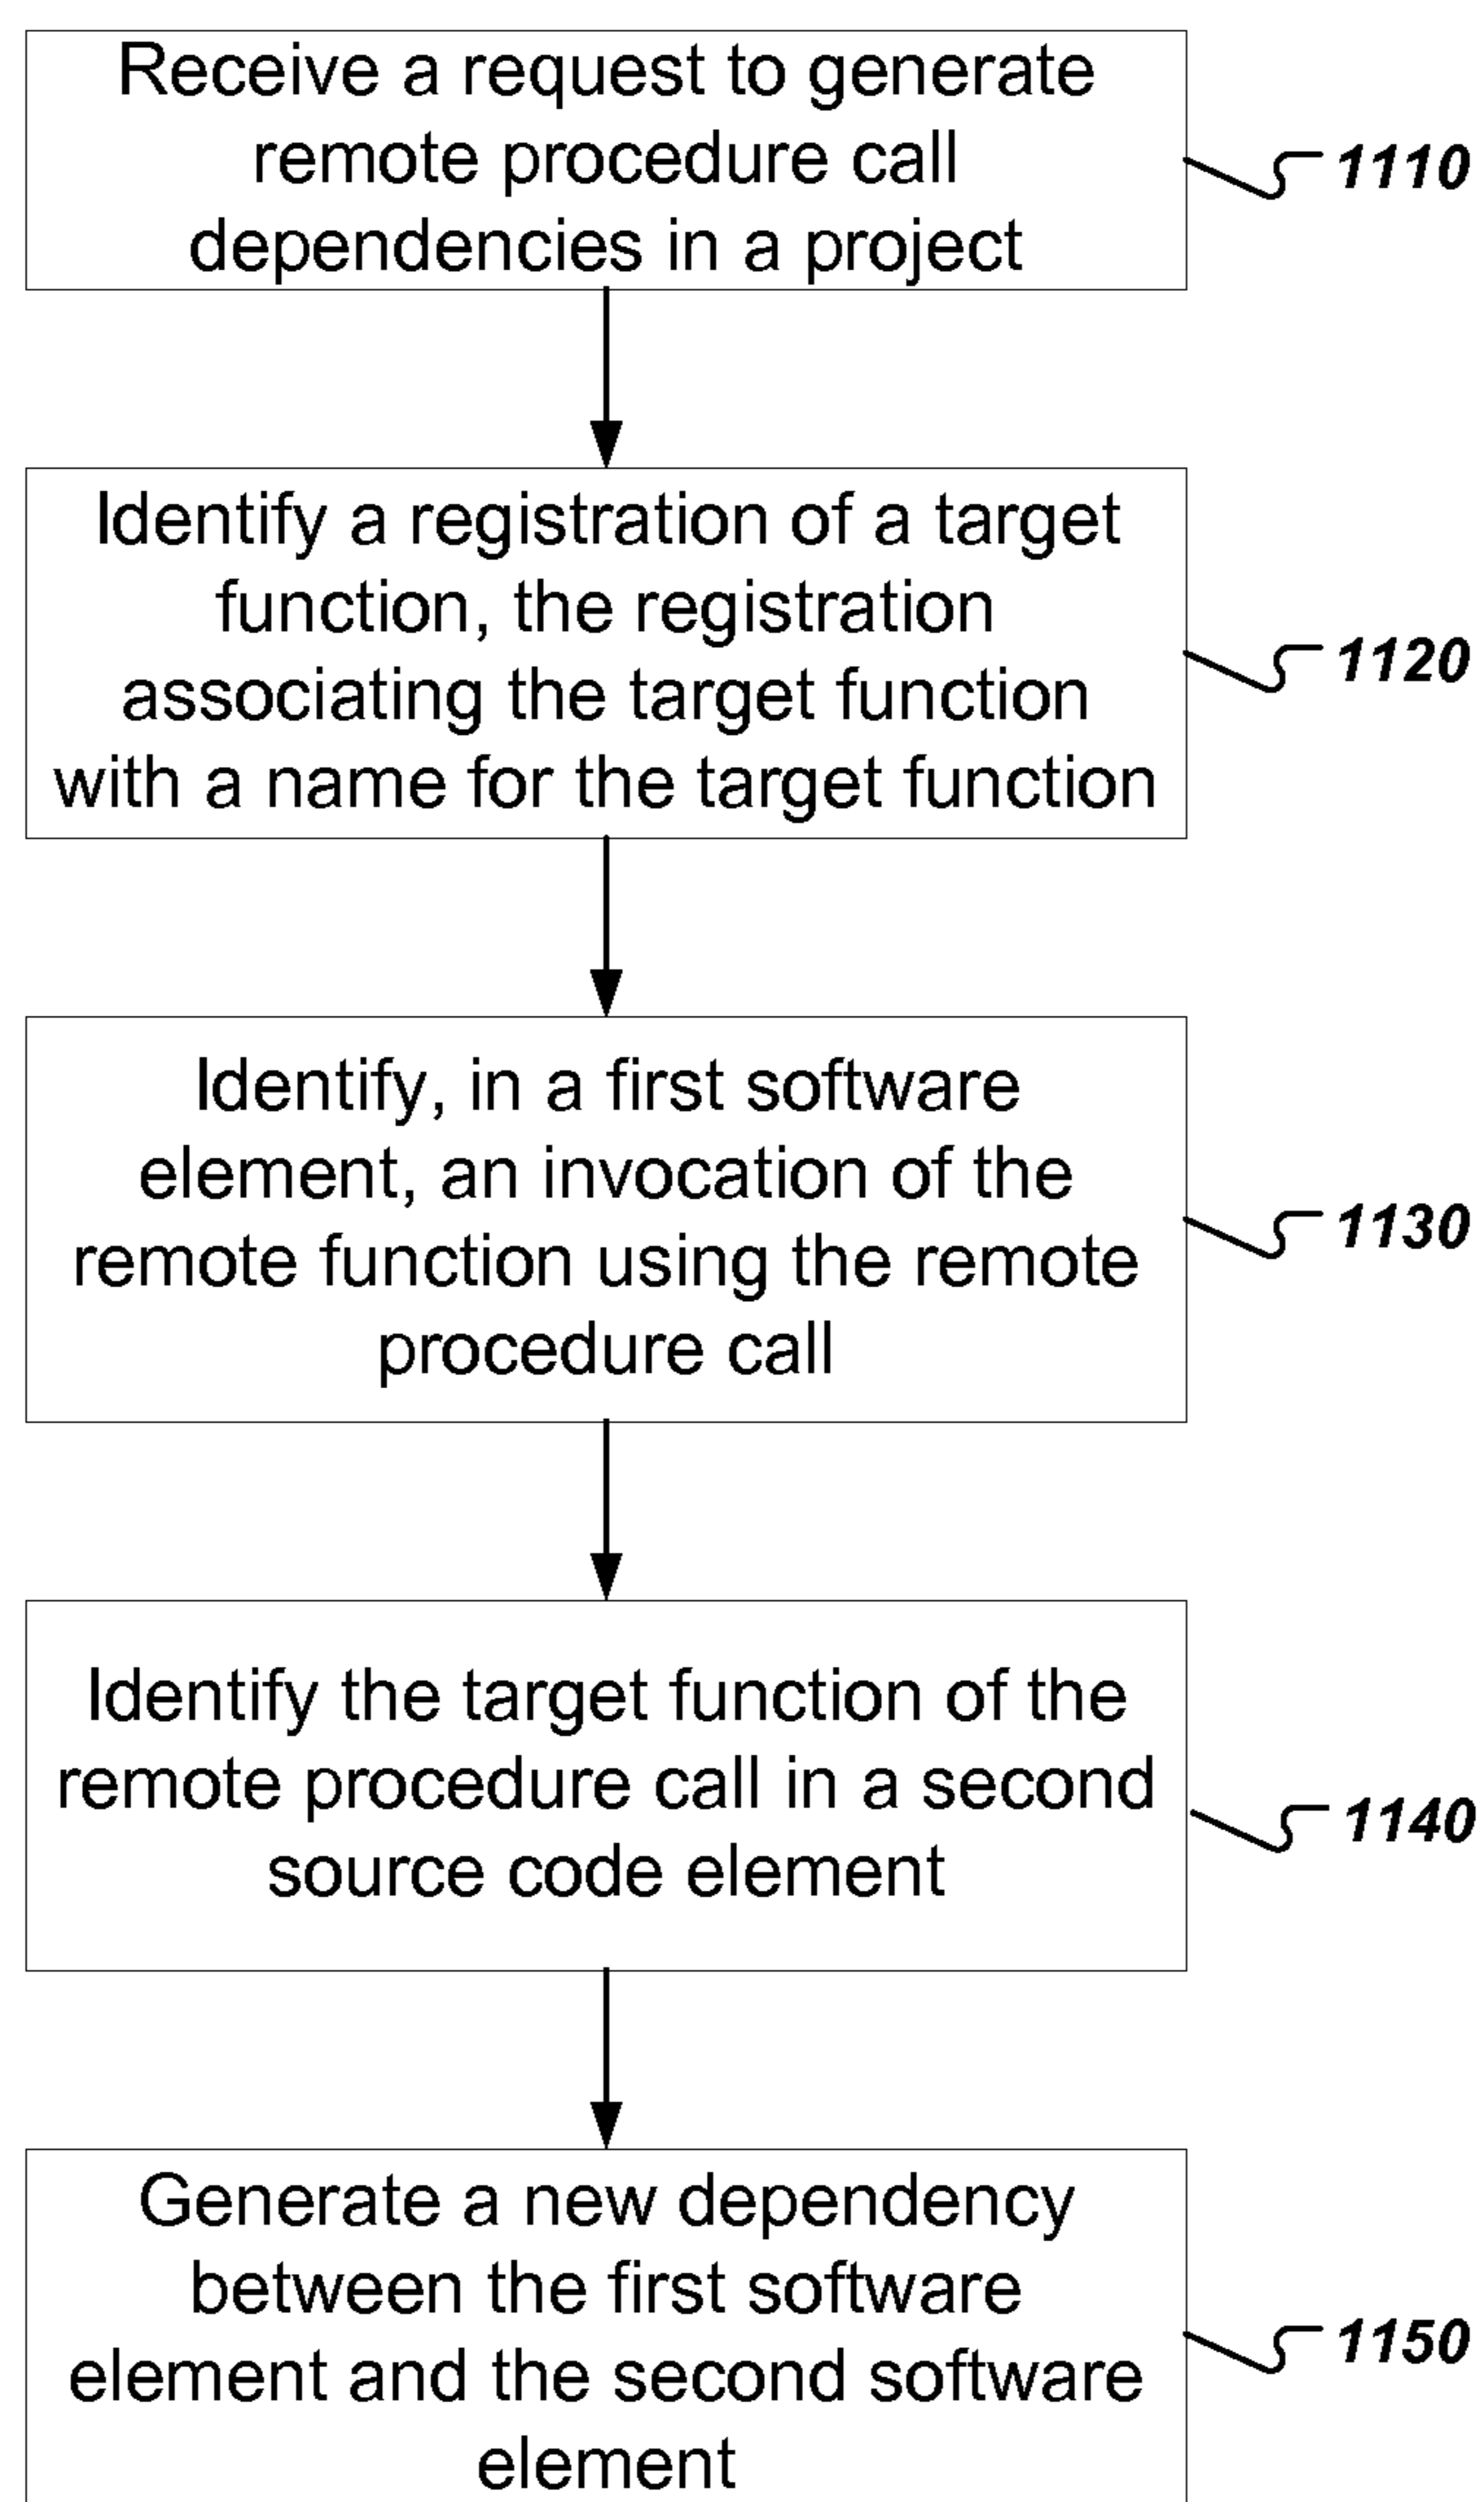 Receive a request to generate
remote procedure call
dependencies in a project
1110
Identify a registration of a target
function, the registration
associating the target function
with a name for the target function
1120
Identify, in a first software
element, an invocation of the
remote function using the remote
procedure call
1130
Identify the target function of the
remote procedure call in a second
source code element
1140
Generate a new dependency
between the first software
element and the second software
element
1150